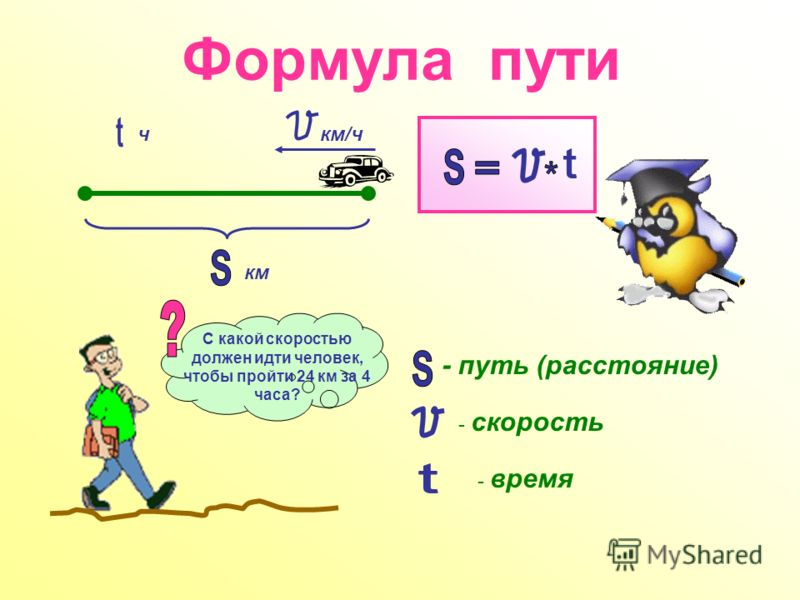 Формула пути
t ч
υ км/ч
S = υ * t
S км
?
С какой скоростью
должен идти человек,
чтобы пройти 24 км за 4
часа?
S - путь (расстояние)
υ - скорость
t - время
MyShared